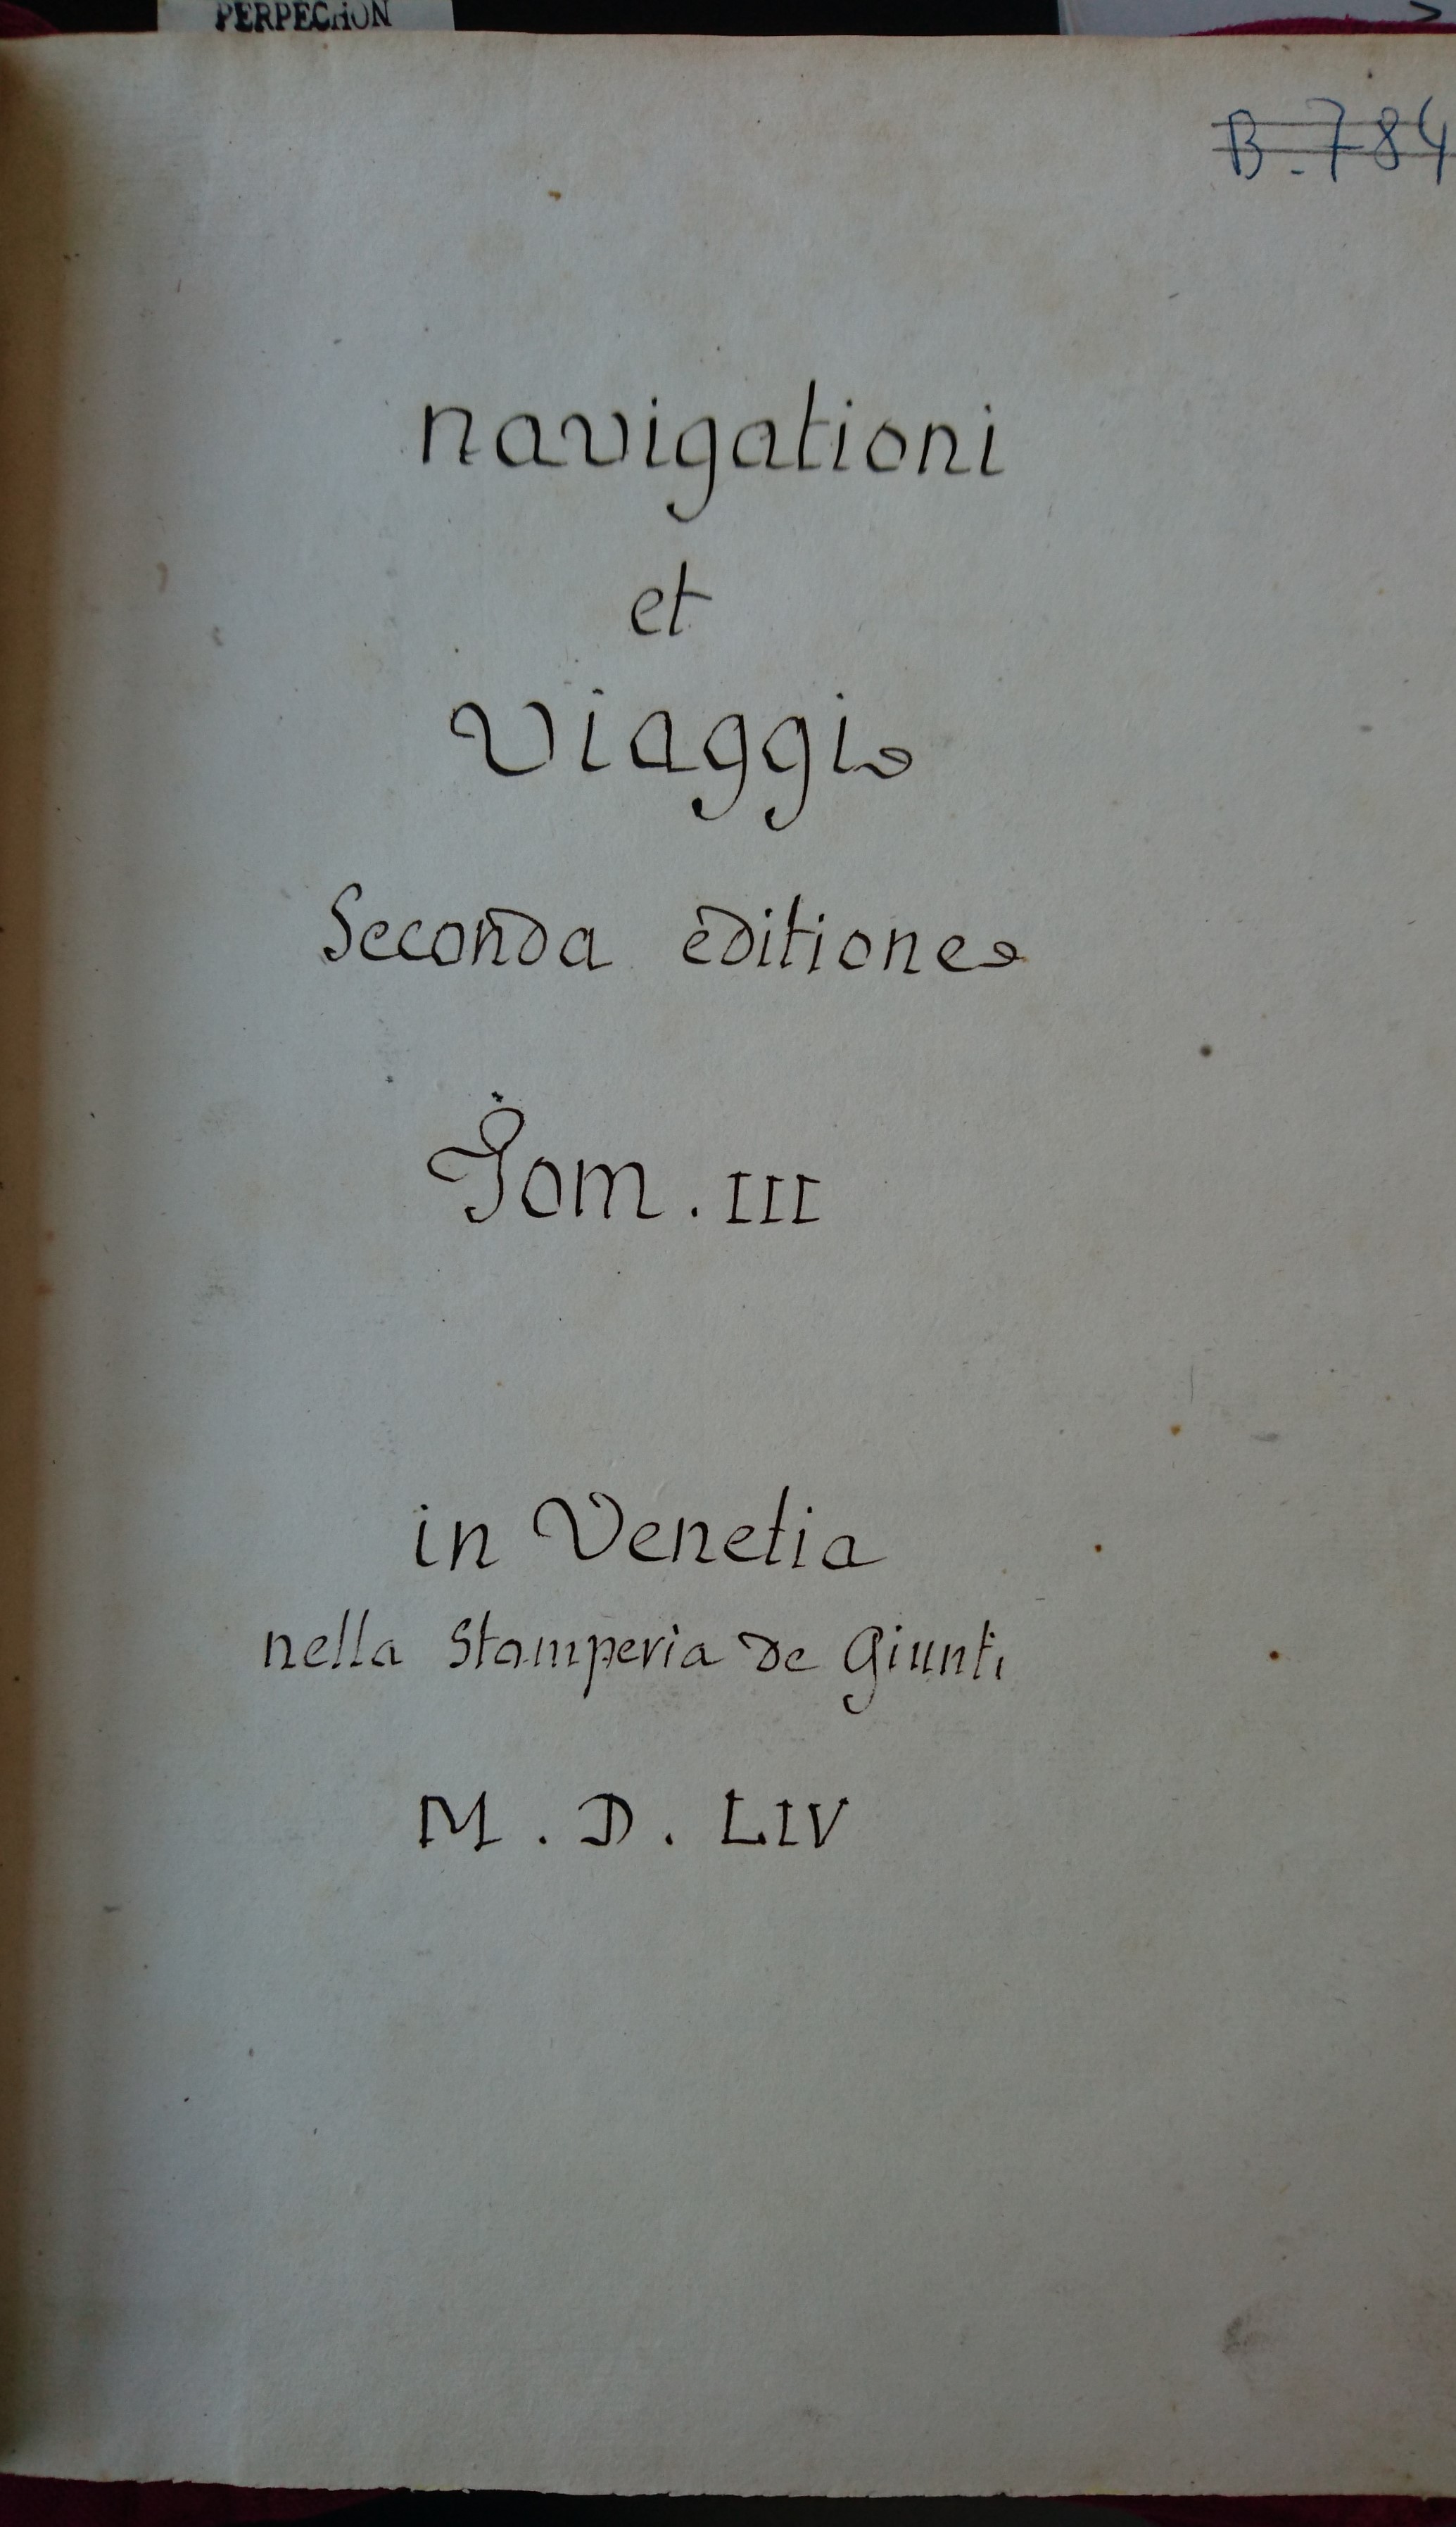 PERPECHON
B.784
navigationi
et
viaggi
Seconda editione
Tom. III
in Venetia
nella Stamperia de Giunti
M. D. LIV